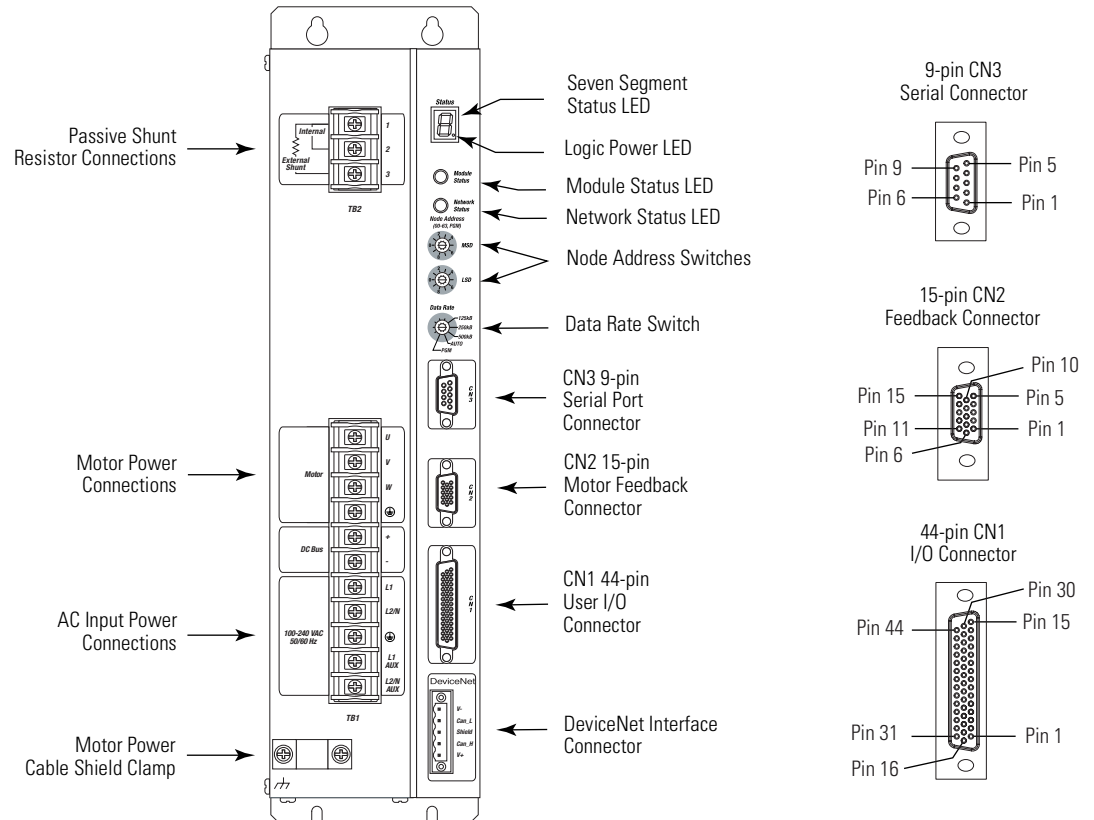 Passive Shunt
Resistor Connections
Motor Power
Connections
AC Input Power
Connections
Motor Power
Cable Shield Clamp
Internal
External
Shunt
1
2
3
TB2
Motor
U
V
W
DC Bus
+
-
100-240 VAC
50/60 Hz
L1
L2/N
L1
AUX
L2/N
AUX
TB1
Status
Module
Status
Network
Status
Node Address
(00-63, PGM)
MSD
LSD
Data Rate
125kB
250kB
500kB
AUTO
PGM
CN3
CN2
CN1
DeviceNet
V-
Can_L
Shield
Can_H
V+
Seven Segment
Status LED
Logic Power LED
Module Status LED
Network Status LED
Node Address Switches
Data Rate Switch
CN3 9-pin
Serial Port
Connector
CN2 15-pin
Motor Feedback
Connector
CN1 44-pin
User I/O
Connector
DeviceNet Interface
Connector
9-pin CN3
Serial Connector
Pin 9
Pin 5
Pin 6
Pin 1
15-pin CN2
Feedback Connector
Pin 10
Pin 15
Pin 5
Pin 11
Pin 1
Pin 6
44-pin CN1
I/O Connector
Pin 30
Pin 44
Pin 15
Pin 31
Pin 1
Pin 16